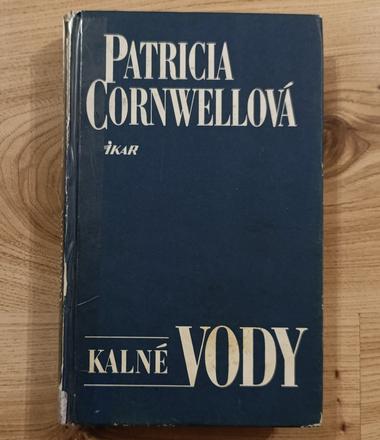 PATRICIA
CORNWELLOVÁ
IKAR
KALNÉ VODY